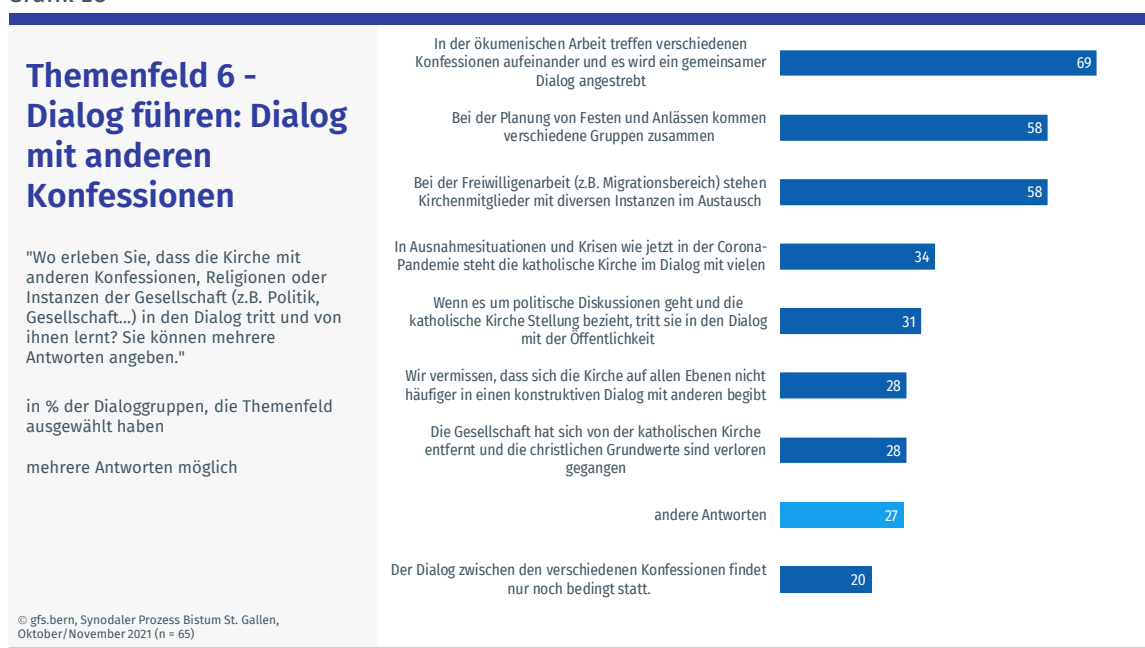 Themenfeld 6 -
Dialog führen: Dialog
mit anderen
Konfessionen
"Wo erleben Sie, dass die Kirche mit
anderen Konfessionen, Religionen oder
Instanzen der Gesellschaft (z.B. Politik,
Gesellschaft...) in den Dialog tritt und von
ihnen lernt? Sie können mehrere
Antworten angeben."
in % der Dialoggruppen, die Themenfeld
ausgewählt haben
mehrere Antworten möglich
© gfs.bern, Synodaler Prozess Bistum St. Gallen,
Oktober/November 2021 (n = 65)
In der ökumenischen Arbeit treffen verschiedenen
Konfessionen aufeinander und es wird ein gemeinsamer
Dialog angestrebt
69
Bei der Planung von Festen und Anlässen kommen
verschiedene Gruppen zusammen
58
Bei der Freiwilligenarbeit (z.B. Migrationsbereich) stehen
Kirchenmitglieder mit diversen Instanzen im Austausch
58
In Ausnahmesituationen und Krisen wie jetzt in der Corona-
Pandemie steht die katholische Kirche im Dialog mit vielen
34
Wenn es um politische Diskussionen geht und die
katholische Kirche Stellung bezieht, tritt sie in den Dialog
mit der Öffentlichkeit
31
Wir vermissen, dass sich die Kirche auf allen Ebenen nicht
häufiger in einen konstruktiven Dialog mit anderen begibt
28
Die Gesellschaft hat sich von der katholischen Kirche
entfernt und die christlichen Grundwerte sind verloren
gegangen
28
andere Antworten
27
Der Dialog zwischen den verschiedenen Konfessionen findet
nur noch bedingt statt.
20